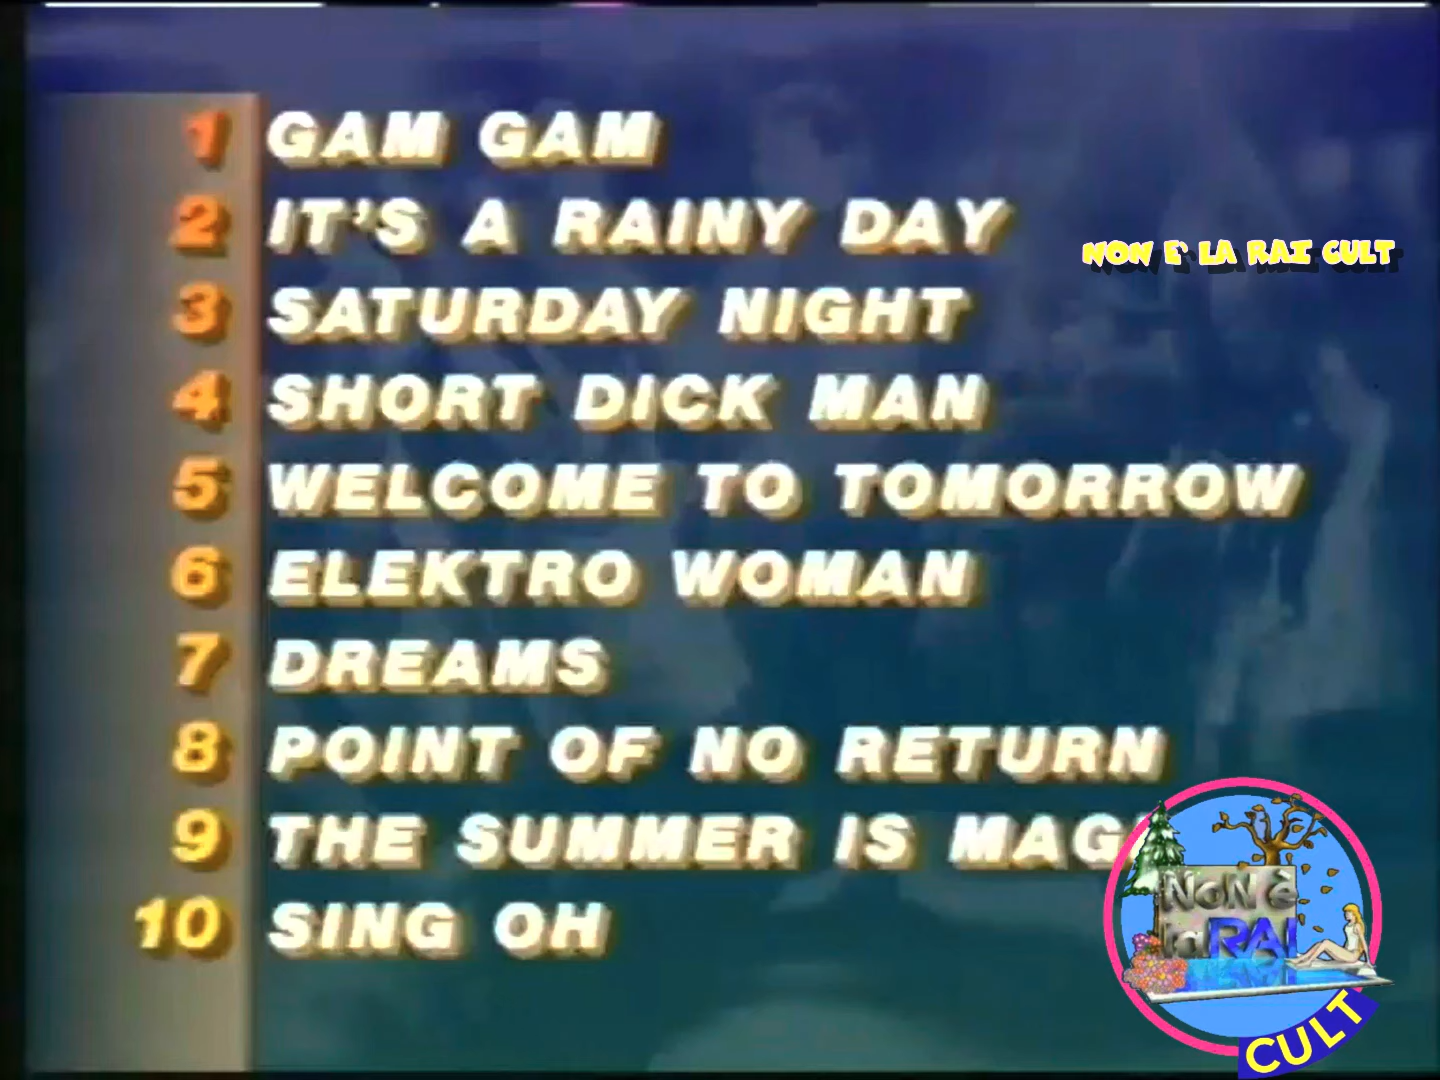 1 GAM GAM
2 IT'S A RAINY DAY
NON E' LA RAI CULT
3 SATURDAY NIGHT
4 SHORT DICK MAN
5 WELCOME TO TOMORROW
6 ELEKTRO WOMAN
7 DREAMS
8 POINT OF NO RETURN
9 THE SUMMER IS
10 SING OH
NON è
la RAI
CULT